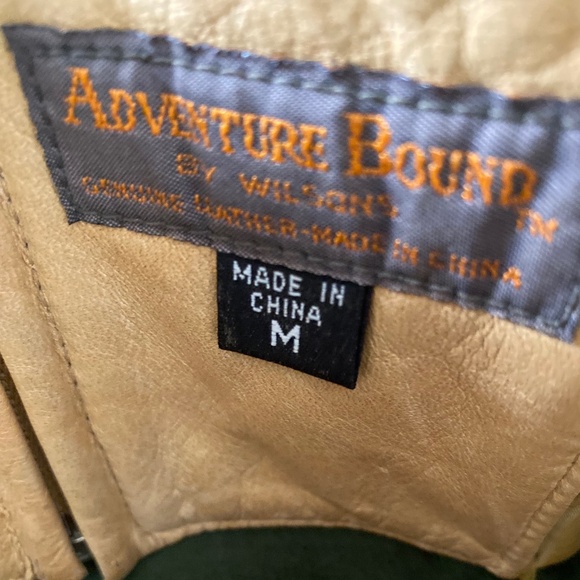 ADVENTURE BOUND
BY WILSONS TM
GENUINE LEATHER-MADE IN CHINA
MADE IN
CHINA
M